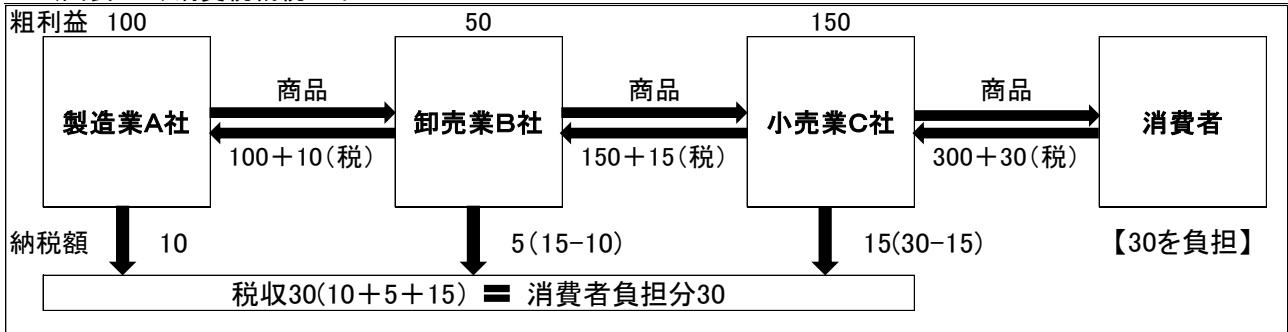 粗利益 100 50 150
商品 商品 商品
製造業A社 卸売業B社 小売業C社 消費者
100+10(税) 150+15(税) 300+30(税)
納税額 10 5(15-10) 15(30-15) 【30を負担】
税収30(10+5+15) = 消費者負担分30